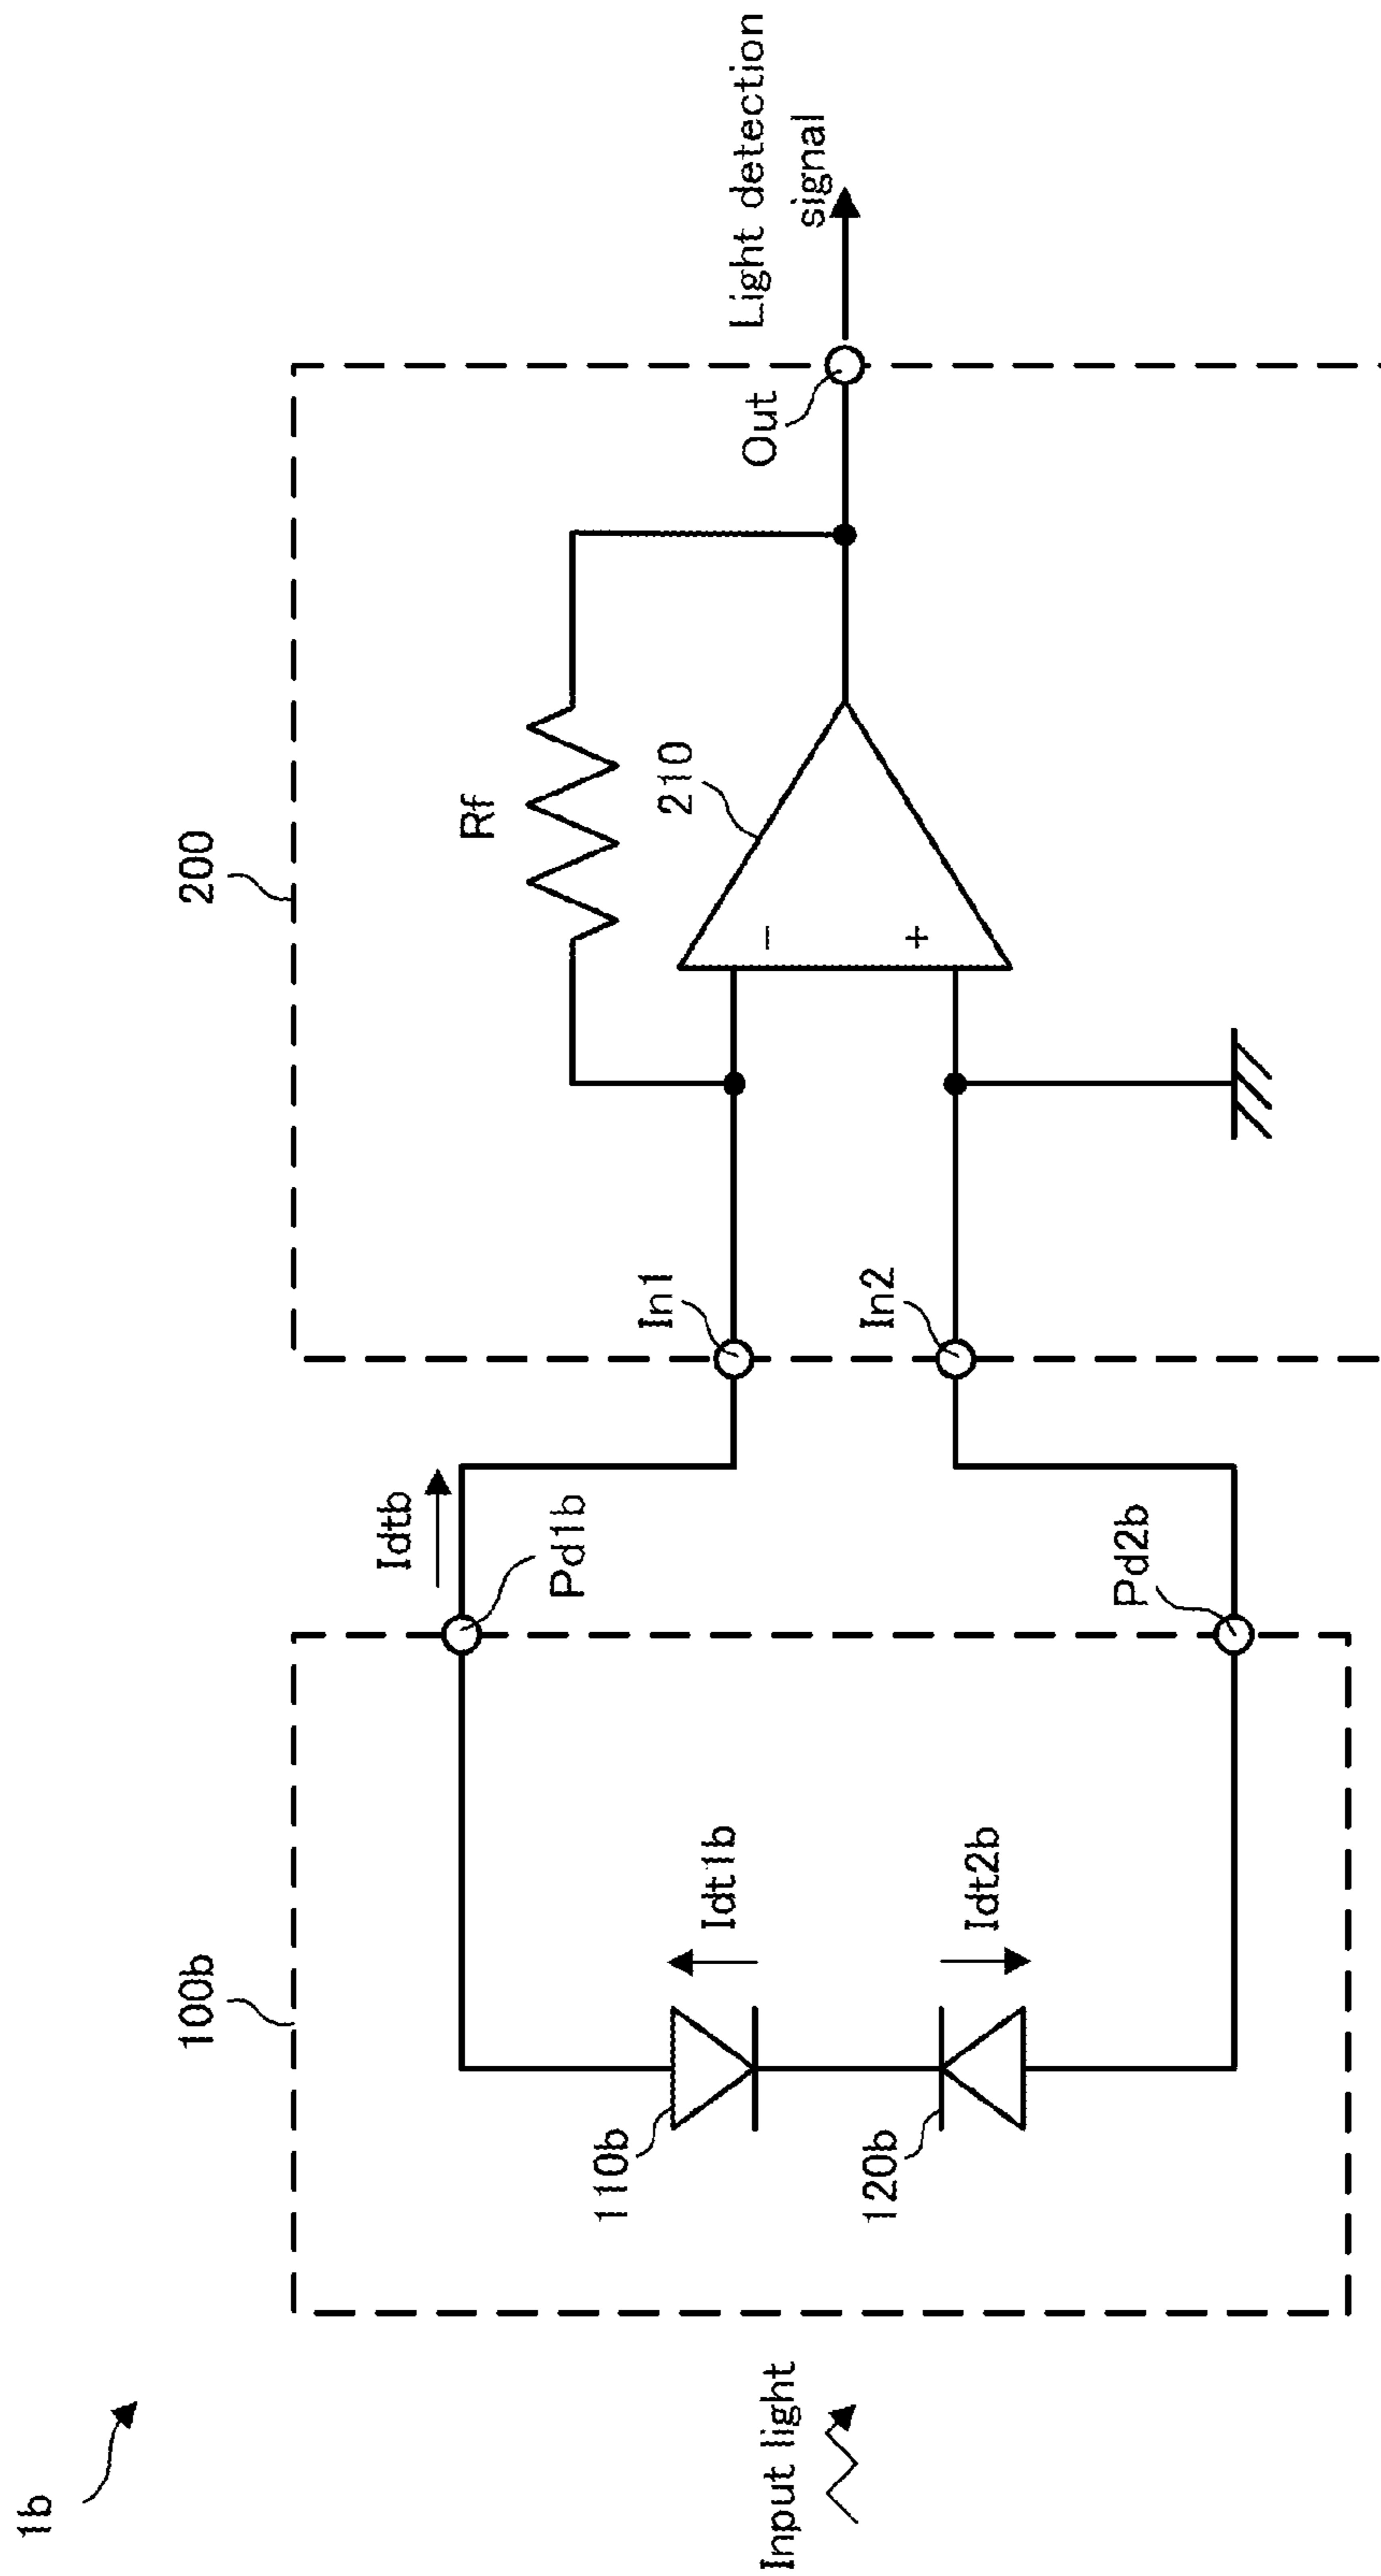 1b
100b
200
Input light
110b
120b
Idt1b
Idt2b
Idtb
Pd1b
Pd2b
In1
In2
Rf
210
−
+
Out
Light detection
signal